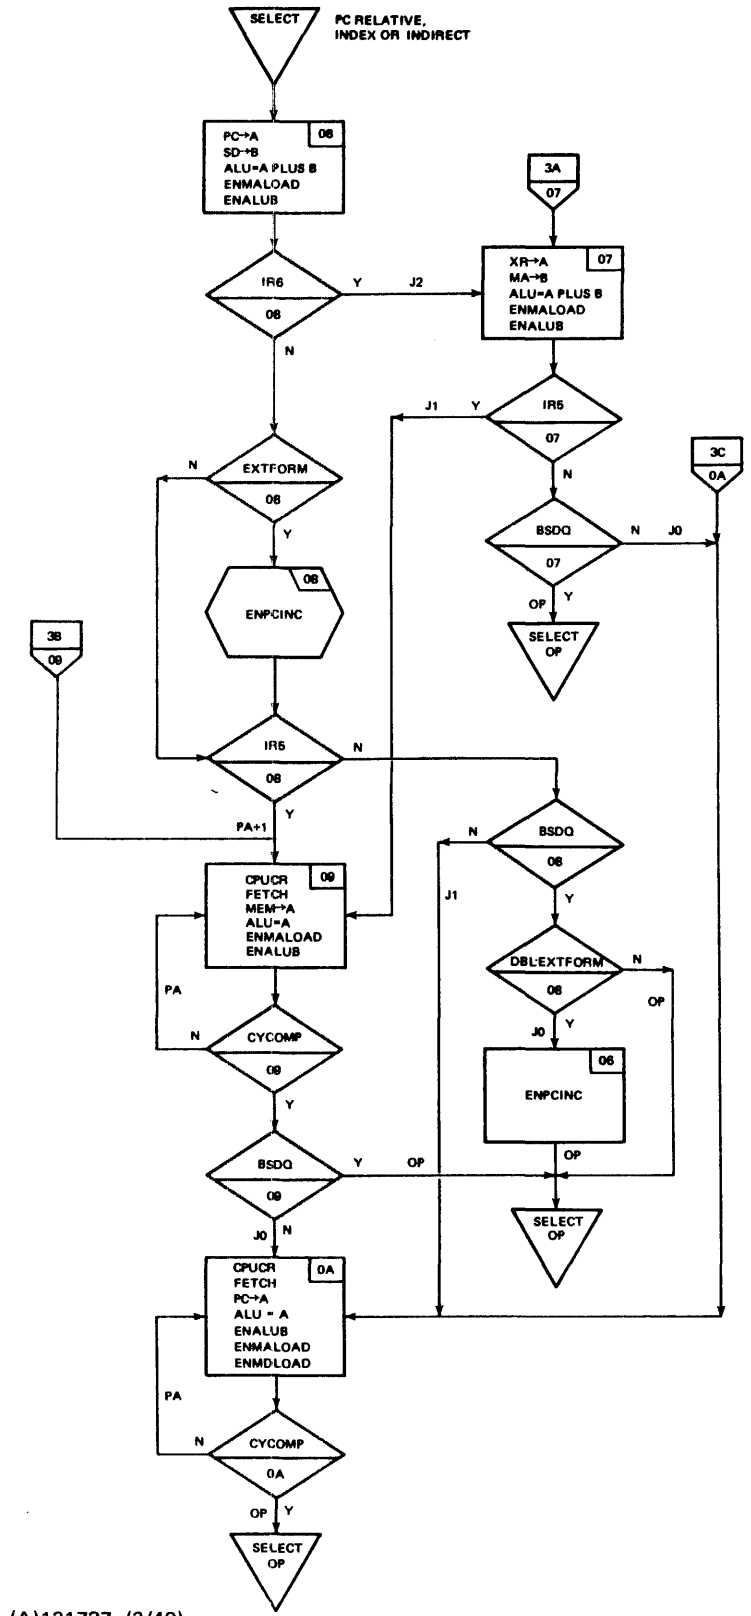 SELECT
PC RELATIVE,
INDEX OR INDIRECT
08
PC→A
SD→B
ALU=A PLUS B
ENMALOAD
ENALUB
3A
07
IR6
08
Y
J2
N
07
XR→A
MA→B
ALU=A PLUS B
ENMALOAD
ENALUB
IR5
07
Y
J1
N
3C
0A
EXTFORM
08
N
Y
BSDQ
07
N
J0
OP
Y
SELECT
OP
08
ENPCINC
3B
09
IR5
08
N
Y
PA+1
BSDQ
08
N
J1
Y
09
CPUCR
FETCH
MEM→A
ALU=A
ENMALOAD
ENALUB
PA
DBL·EXTFORM
08
N
OP
J0
Y
CYCOMP
09
N
Y
06
ENPCINC
OP
BSDQ
09
Y
OP
J0
N
SELECT
OP
0A
CPUCR
FETCH
PC→A
ALU = A
ENALUB
ENMALOAD
ENMDLOAD
PA
CYCOMP
0A
N
OP
Y
SELECT
OP